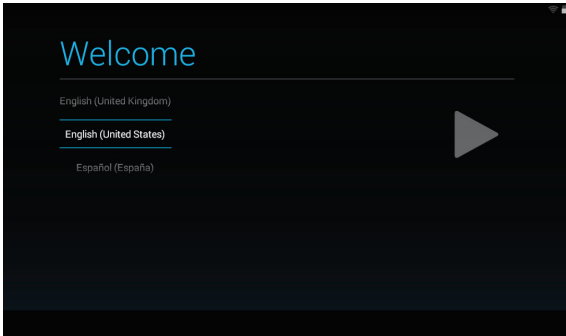 Welcome
English (United Kingdom)
English (United States)
Español (España)